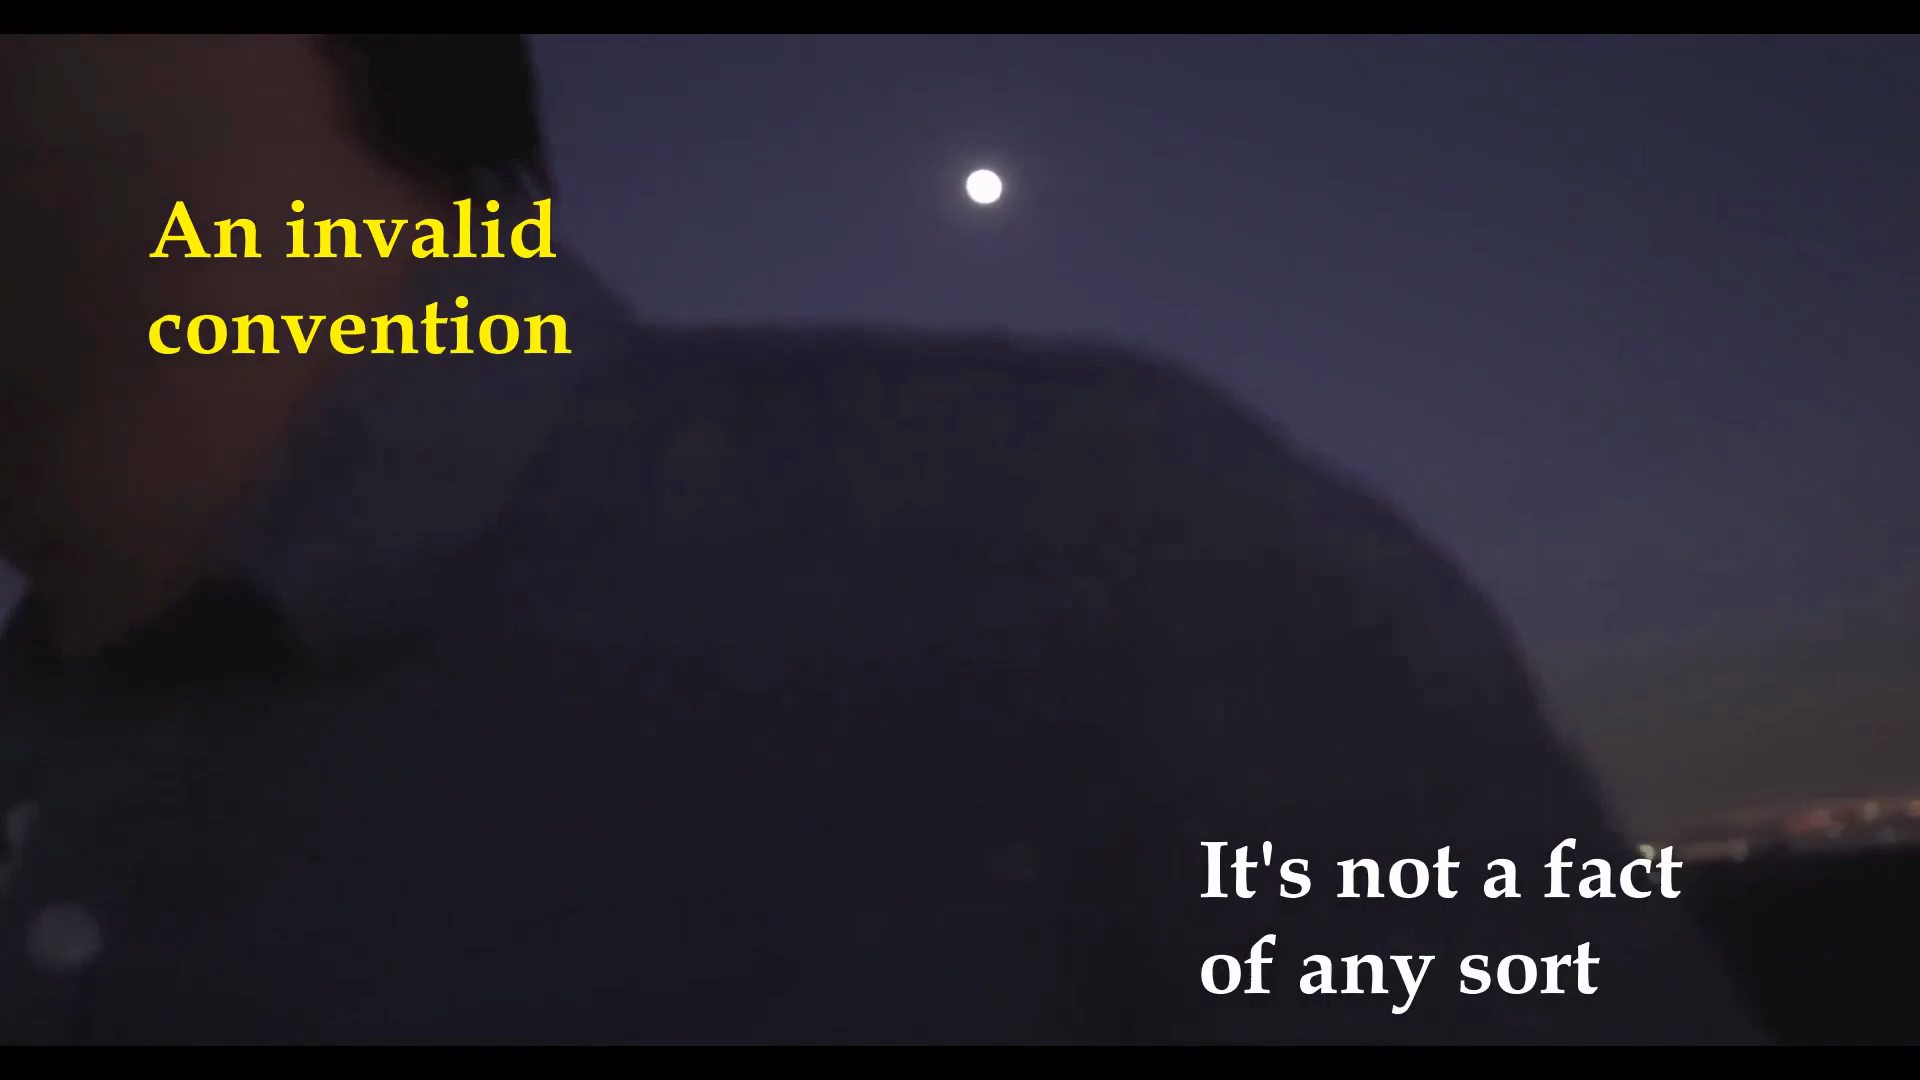 An invalid
convention
It's not a fact
of any sort